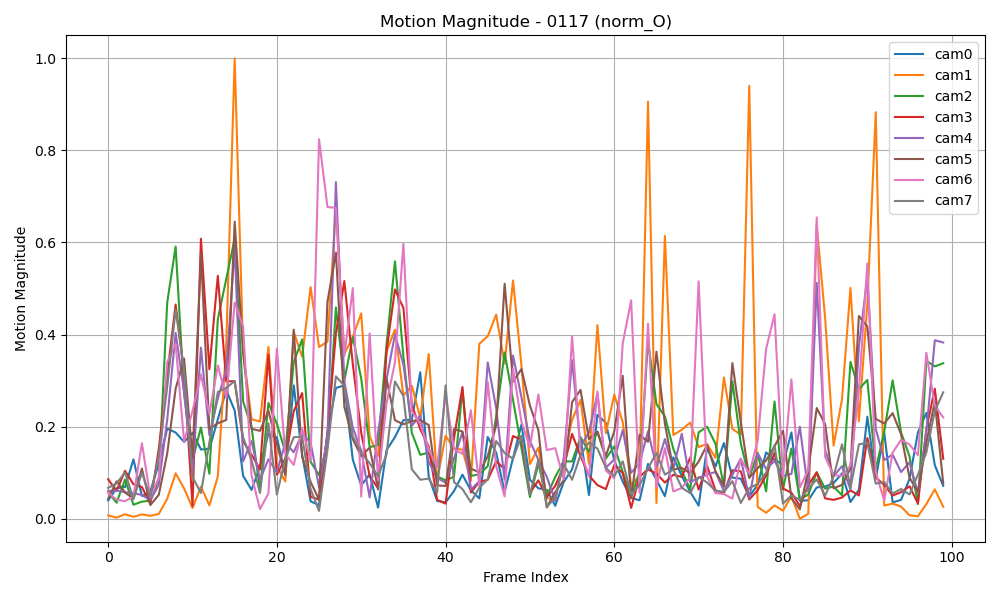 Motion Magnitude - 0117 (norm_O)
Motion Magnitude
1.0
0.8
0.6
0.4
0.2
0.0
0
20
40
60
80
100
Frame Index
cam0
cam1
cam2
cam3
cam4
cam5
cam6
cam7